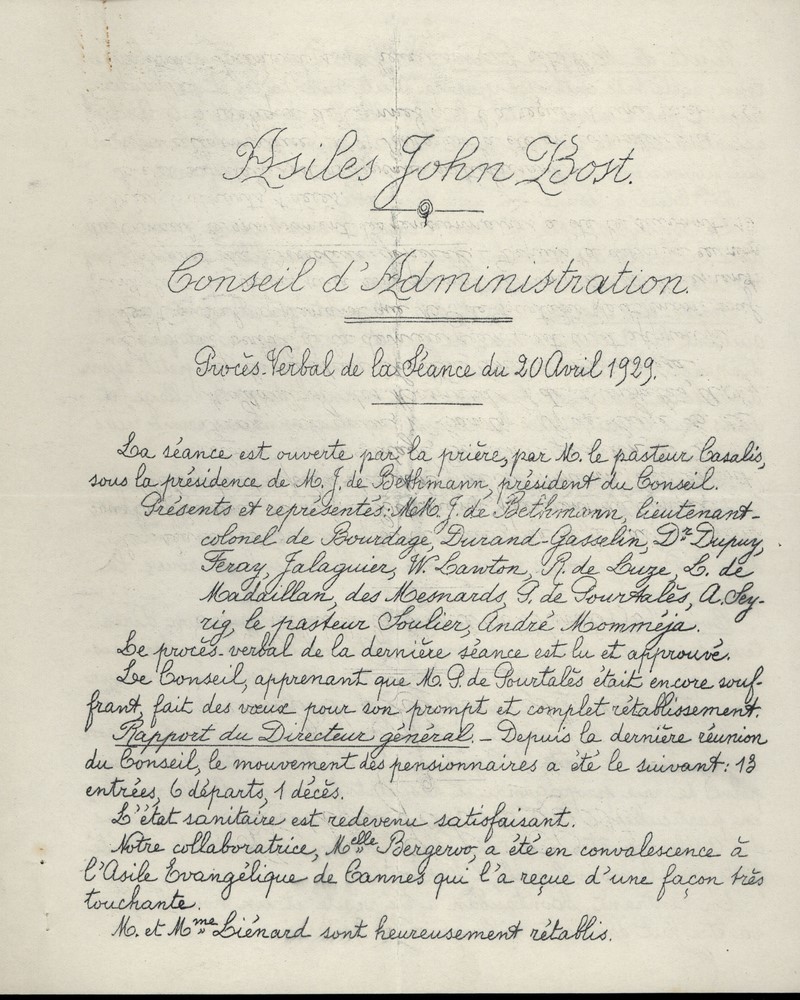 Asiles John Bost.
Conseil d'Administration.
Procès-Verbal de la Séance du 20 Avril 1929.
La séance est ouverte par la prière, par M. le pasteur Casalis,
sous la présidence de M. J. de Bethmann, président du Conseil.
Présents et représentés: MM. J. de Bethmann, lieutenant-
colonel de Bourdage, Durand-Gasselin, Dr Dupuy,
Feray, Jalaguier, W. Lawton, R. de Luze, L. de
Madaillan, des Mesnards, P. de Pourtalès, A. Sey-
rig, le pasteur Soulier, André Momméja.
Le procès-verbal de la dernière séance est lu et approuvé.
Le Conseil, apprenant que M. P. de Pourtalès était encore souf-
frant, fait des vœux pour son prompt et complet rétablissement.
Rapport du Directeur général. - Depuis la dernière réunion
du Conseil, le mouvement des pensionnaires a été le suivant: 13
entrées, 6 départs, 1 décès.
L'état sanitaire est redevenu satisfaisant.
Notre collaboratrice, Melle Bergeroo, a été en convalescence à
l'Asile Evangélique de Cannes qui l'a reçue d'une façon très
touchante.
M. et Mme Liénard sont heureusement rétablis.